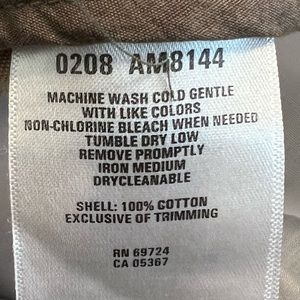 0208 AM8144
MACHINE WASH COLD GENTLE
WITH LIKE COLORS
NON-CHLORINE BLEACH WHEN NEEDED
TUMBLE DRY LOW
REMOVE PROMPTLY
IRON MEDIUM
DRYCLEANABLE
SHELL: 100% COTTON
EXCLUSIVE OF TRIMMING
RN 69724
CA 05367